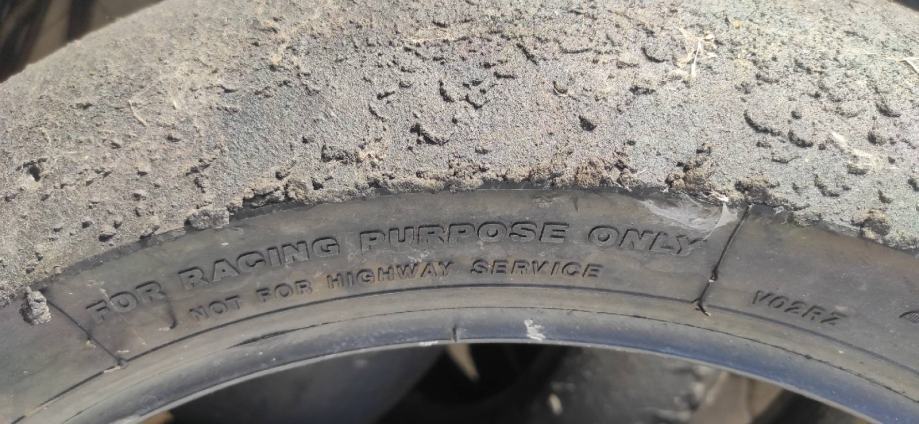 FOR RACING PURPOSE ONLY
NOT FOR HIGHWAY SERVICE
V02RZ